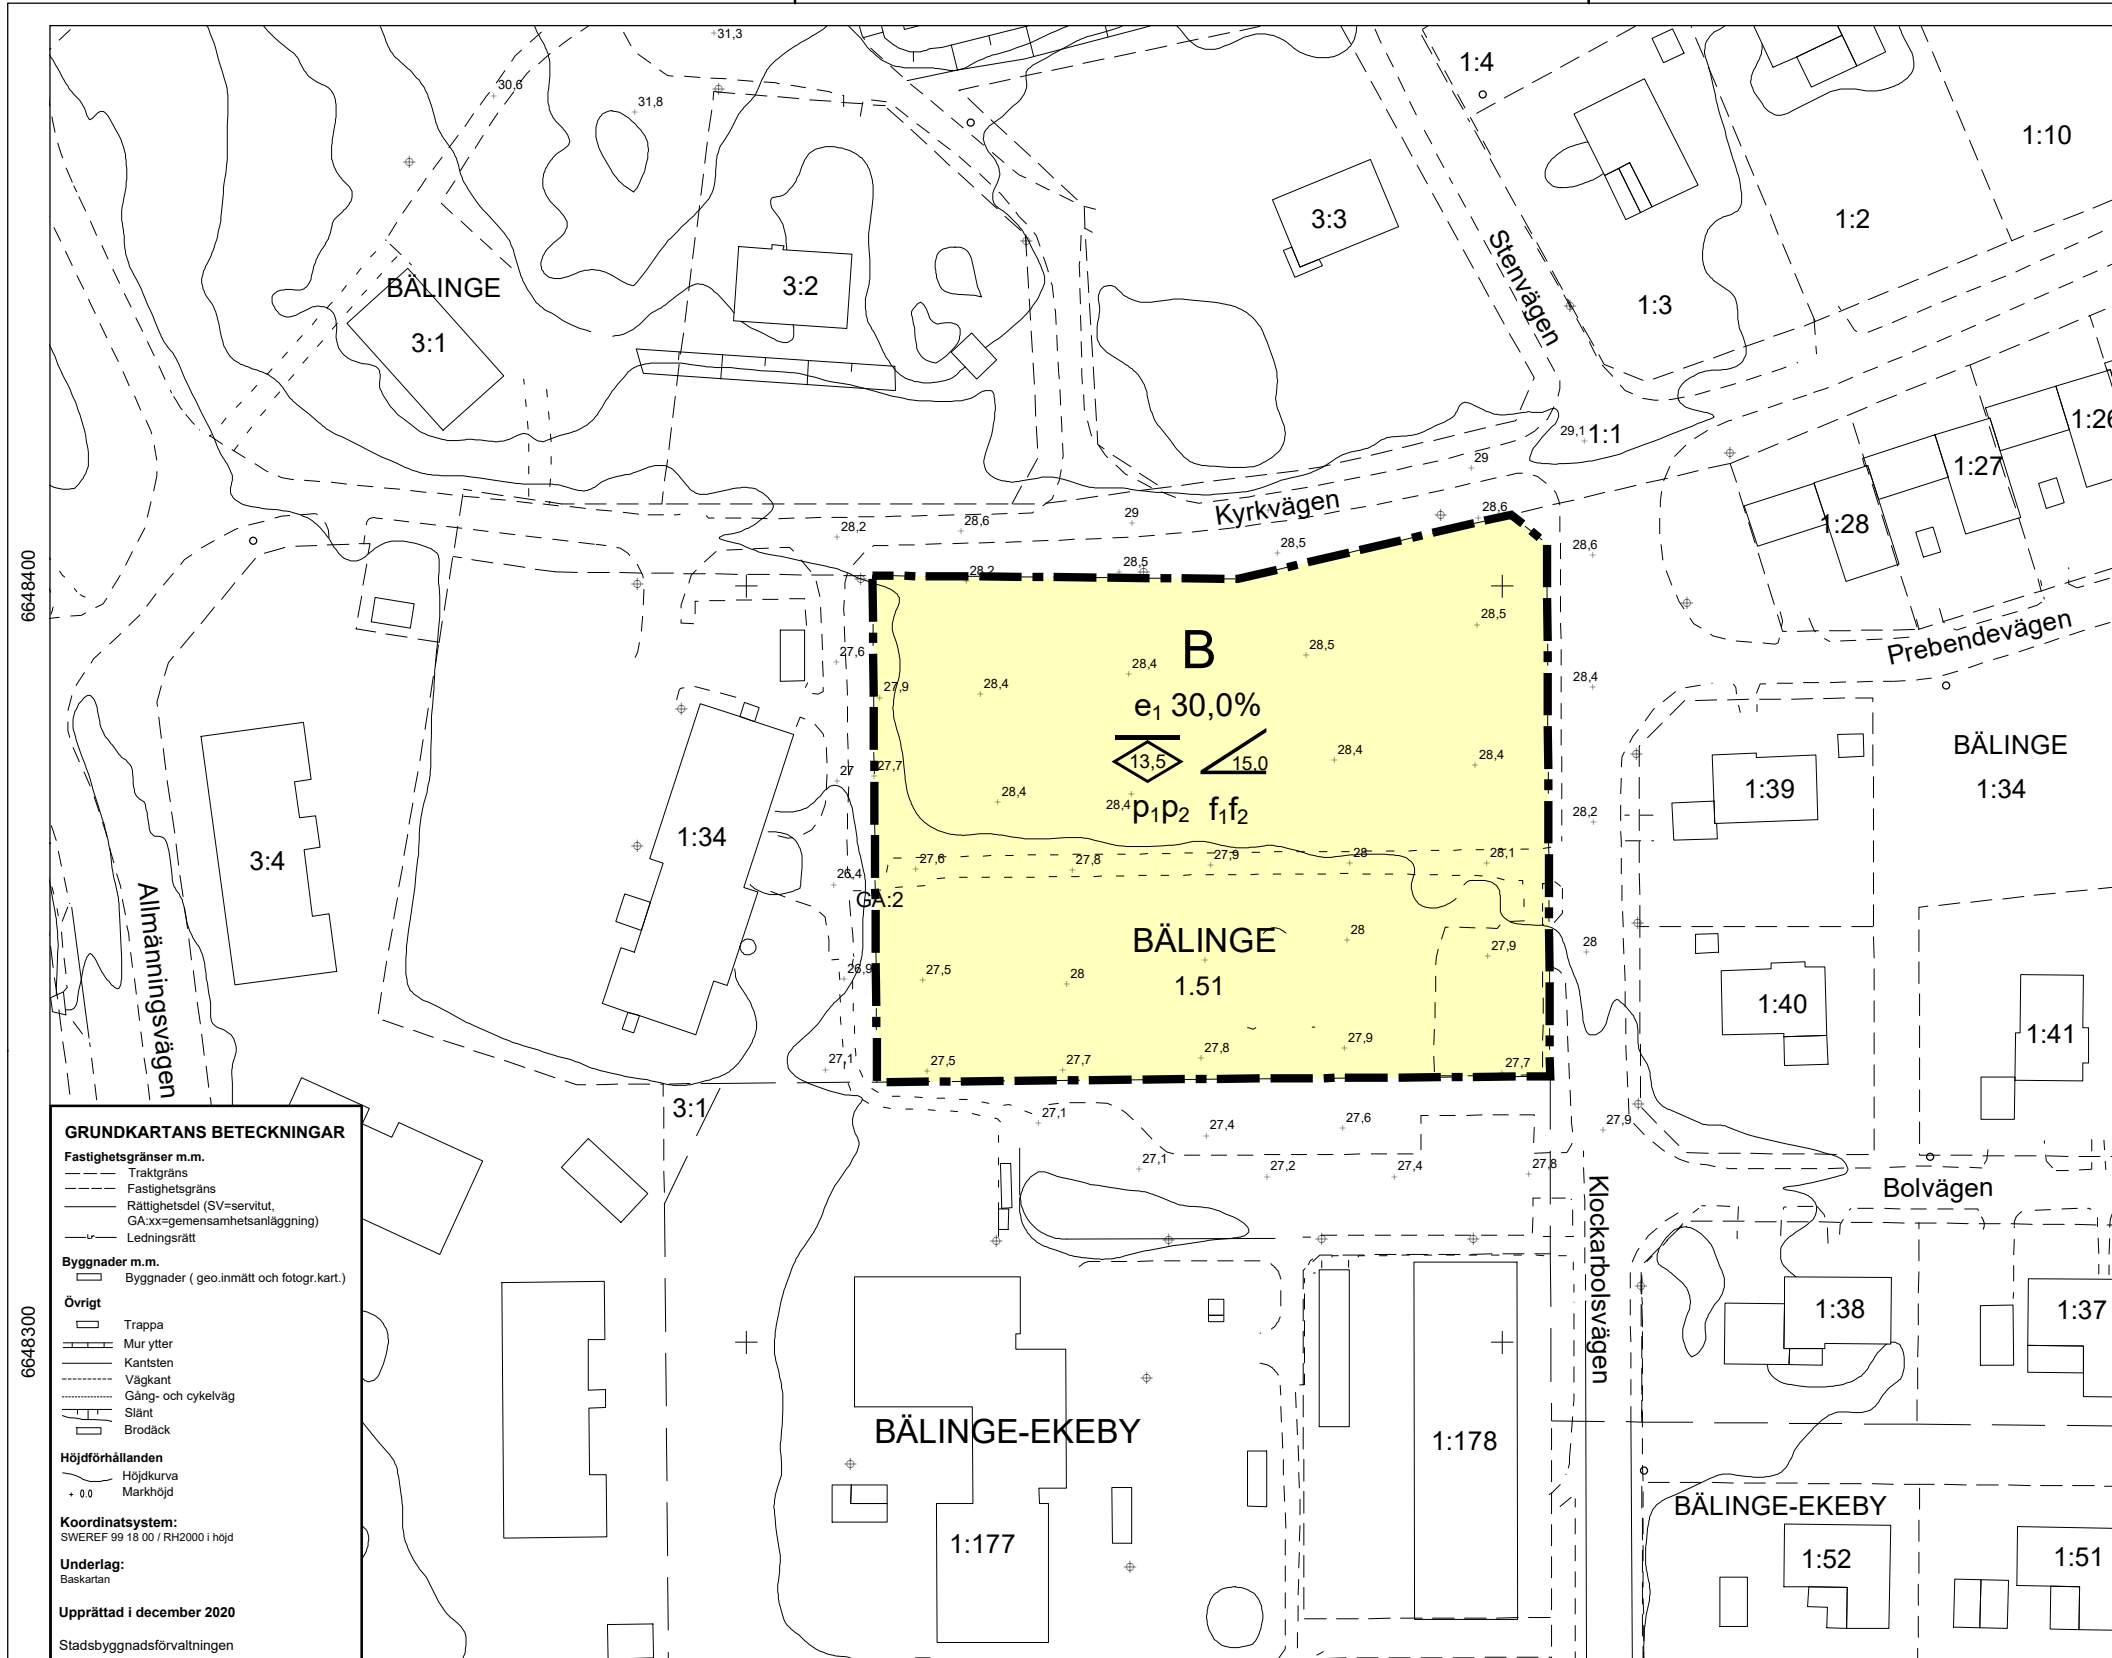 31,3
1:4
30,6
31,8
1:10
3:3
1:2
Stenvägen
BÄLINGE
3:2
1:3
3:1
29,1 1:1
29
1:27
Kyrkvägen
28,6
29
28,2
28,6
1:28
28,5
28,5
28,6
28,2
6648400
28,5
Prebendevägen
28,5
B
27,6
28,4
28,4
27,9
28,4
e1 30,0%
BÄLINGE
28,4
28,4
13,5
15,0
27
27,7
1:39
1:34
28,4
28,4
p1p2 f1f2
28,2
1:34
3:4
27,6
27,8
27,9
28
28,1
26,4
GA:2
Allmänningsvägen
BÄLINGE
28
27,9
28
26,9
27,5
28
1.51
1:40
1:41
27,1
27,5
27,7
27,8
27,9
27,7
3:1
27,1
27,4
27,6
27,9
27,1
27,2
27,4
27,8
Bolvägen
Klockarbolsvägen
GRUNDKARTANS BETECKNINGAR
Fastighetsgränser m.m.
Traktgräns
Fastighetsgräns
Rättighetsdel (SV=servitut,
GA:xx=gemensamhetsanläggning)
Ledningsrätt
Byggnader m.m.
Byggnader ( geo.inmätt och fotogr.kart.)
Övrigt
Trappa
Mur ytter
Kantsten
Vägkant
Gång- och cykelväg
Slänt
Brodäck
Höjdförhållanden
Höjdkurva
+ 0.0 Markhöjd
Koordinatsystem:
SWEREF 99 18 00 / RH2000 i höjd
Underlag:
Baskartan
Upprättad i december 2020
Stadsbyggnadsförvaltningen
6648300
1:38
1:37
BÄLINGE-EKEBY
1:178
BÄLINGE-EKEBY
1:177
1:52
1:51